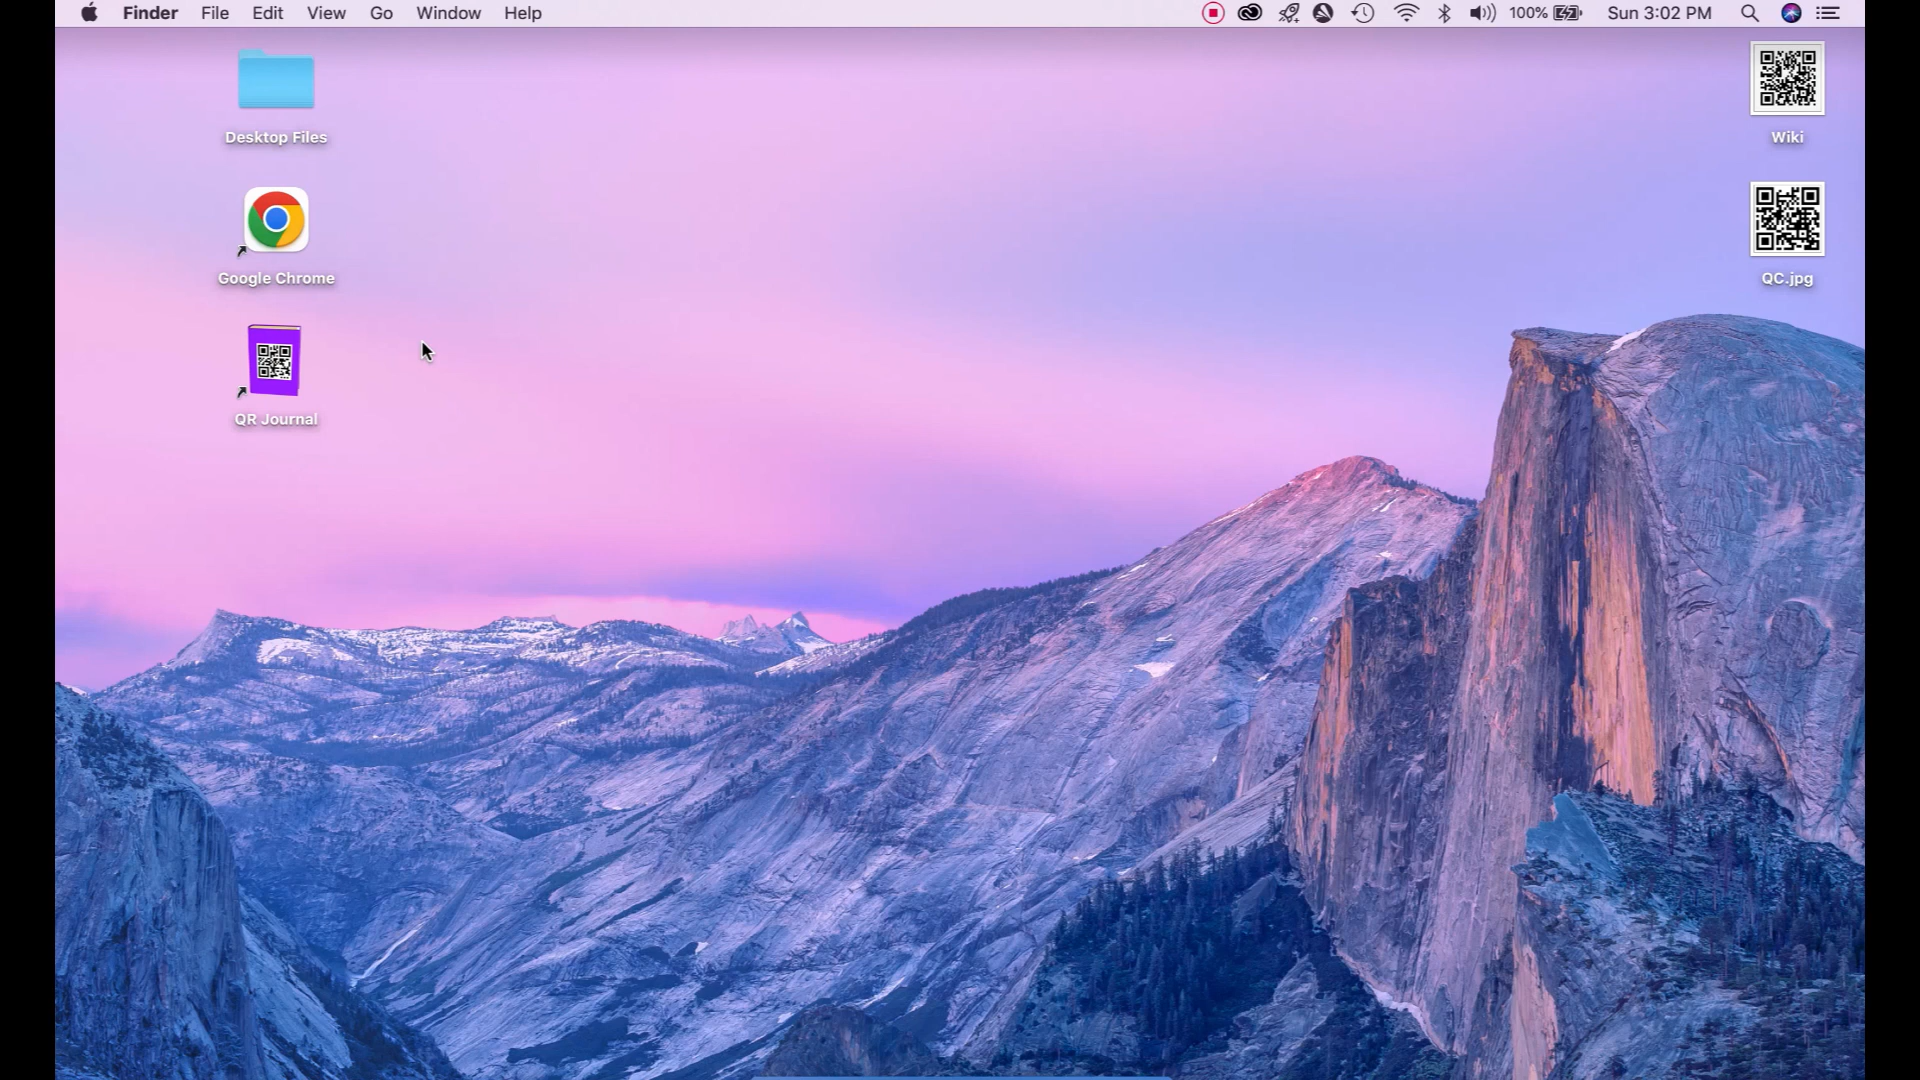 Finder File Edit View Go Window Help 100% Sun 3:02 PM
Desktop Files
Wiki
Google Chrome
QC.jpg
QR Journal